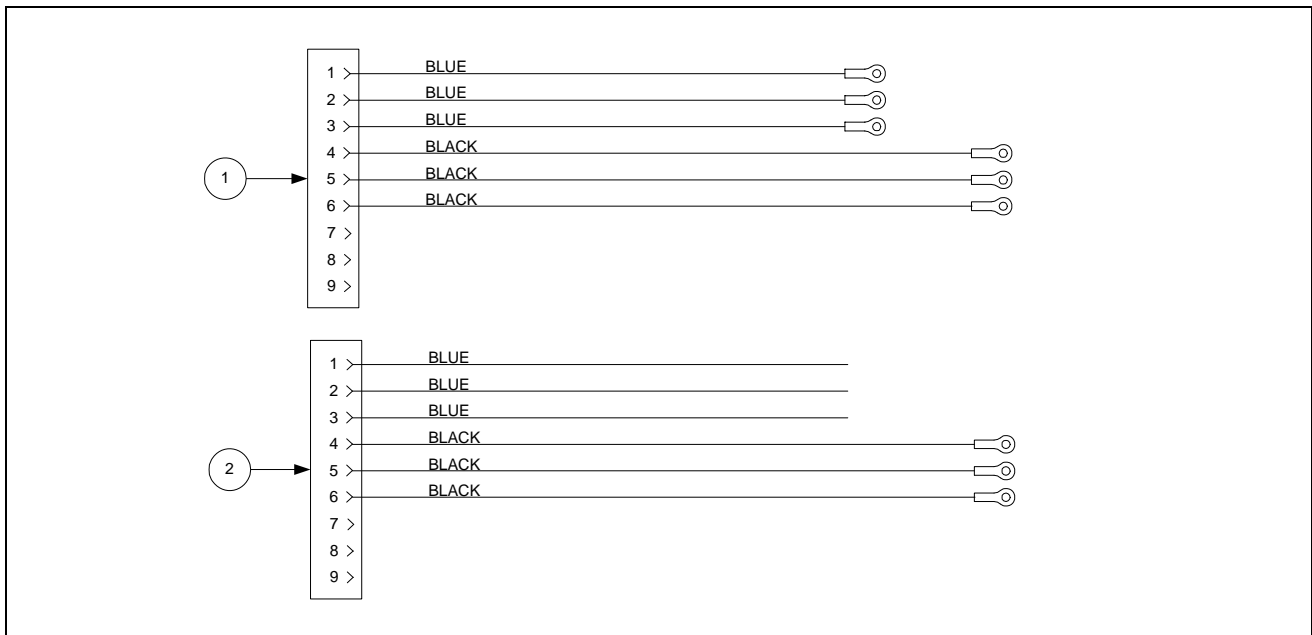 1 BLUE
2 BLUE
3 BLUE
4 BLACK
1
5 BLACK
6 BLACK
7
8
9
1 BLUE
2 BLUE
3 BLUE
4 BLACK
2
5 BLACK
6 BLACK
7
8
9